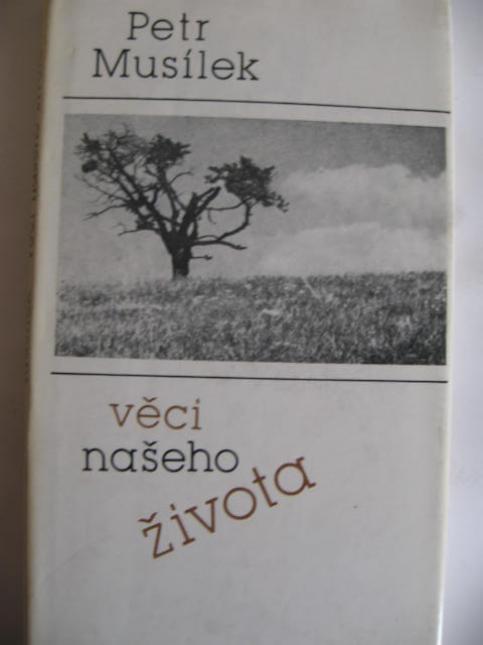 Petr
Musílek
věci
našeho
života